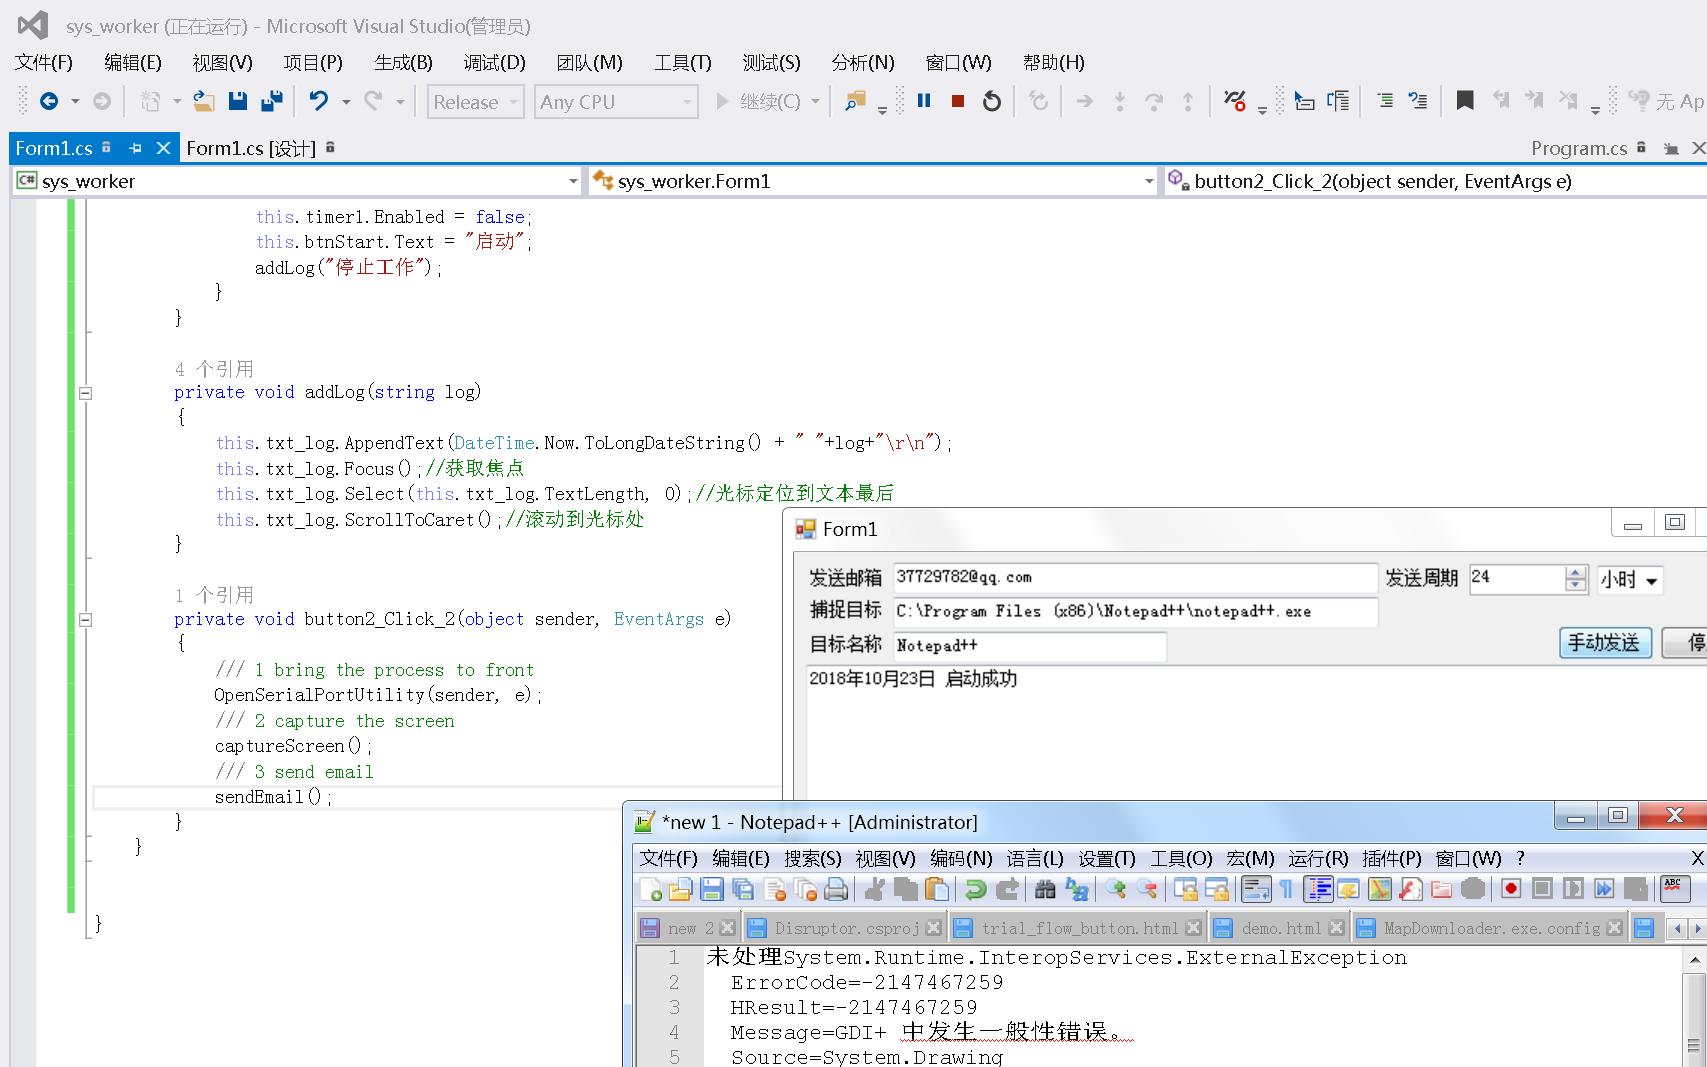 sys_worker (正在运行) - Microsoft Visual Studio(管理员)
文件(F) 编辑(E) 视图(V) 项目(P) 生成(B) 调试(D) 团队(M) 工具(T) 测试(S) 分析(N) 窗口(W) 帮助(H)
Release Any CPU 继续(C) 无 Ap
Form1.cs Form1.cs [设计] Program.cs
sys_worker sys_worker.Form1 button2_Click_2(object sender, EventArgs e)
this.timer1.Enabled = false;
this.btnStart.Text = "启动";
addLog("停止工作");
}
}
4 个引用
private void addLog(string log)
{
this.txt_log.AppendText(DateTime.Now.ToLongDateString() + " "+log+"\r\n");
this.txt_log.Focus();//获取焦点
this.txt_log.Select(this.txt_log.TextLength, 0);//光标定位到文本最后
this.txt_log.ScrollToCaret();//滚动到光标处
}
1 个引用
private void button2_Click_2(object sender, EventArgs e)
{
/// 1 bring the process to front
OpenSerialPortUtility(sender, e);
/// 2 capture the screen
captureScreen();
/// 3 send email
sendEmail();
}
}
}
Form1
发送邮箱 37729782@qq.com 发送周期 24 小时
捕捉目标 C:\Program Files (x86)\Notepad++\notepad++.exe
目标名称 Notepad++ 手动发送 停
2018年10月23日 启动成功
*new 1 - Notepad++ [Administrator]
文件(F) 编辑(E) 搜索(S) 视图(V) 编码(N) 语言(L) 设置(T) 工具(O) 宏(M) 运行(R) 插件(P) 窗口(W) ? X
ABC
new 2 Disruptor.csproj trial_flow_button.html demo.html MapDownloader.exe.config
1 未处理System.Runtime.InteropServices.ExternalException
2 ErrorCode=-2147467259
3 HResult=-2147467259
4 Message=GDI+ 中发生一般性错误。
5 Source=System.Drawing